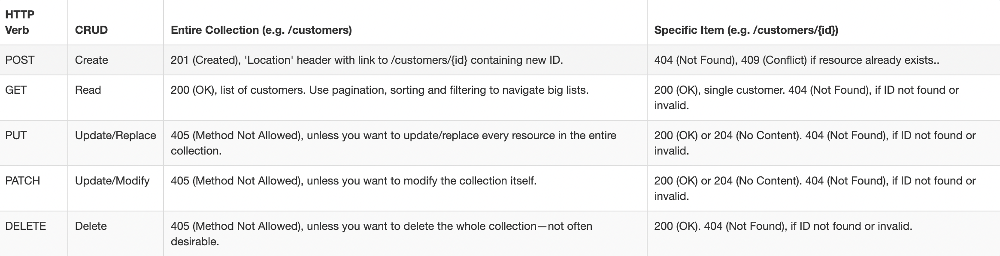 HTTP
Verb
CRUD
Entire Collection (e.g. /customers)
Specific Item (e.g. /customers/{id})
POST
Create
201 (Created), 'Location' header with link to /customers/{id} containing new ID.
404 (Not Found), 409 (Conflict) if resource already exists..
GET
Read
200 (OK), list of customers. Use pagination, sorting and filtering to navigate big lists.
200 (OK), single customer. 404 (Not Found), if ID not found or
invalid.
PUT
Update/Replace
405 (Method Not Allowed), unless you want to update/replace every resource in the entire
collection.
200 (OK) or 204 (No Content). 404 (Not Found), if ID not found or
invalid.
PATCH
Update/Modify
405 (Method Not Allowed), unless you want to modify the collection itself.
200 (OK) or 204 (No Content). 404 (Not Found), if ID not found or
invalid.
DELETE
Delete
405 (Method Not Allowed), unless you want to delete the whole collection—not often
desirable.
200 (OK). 404 (Not Found), if ID not found or invalid.